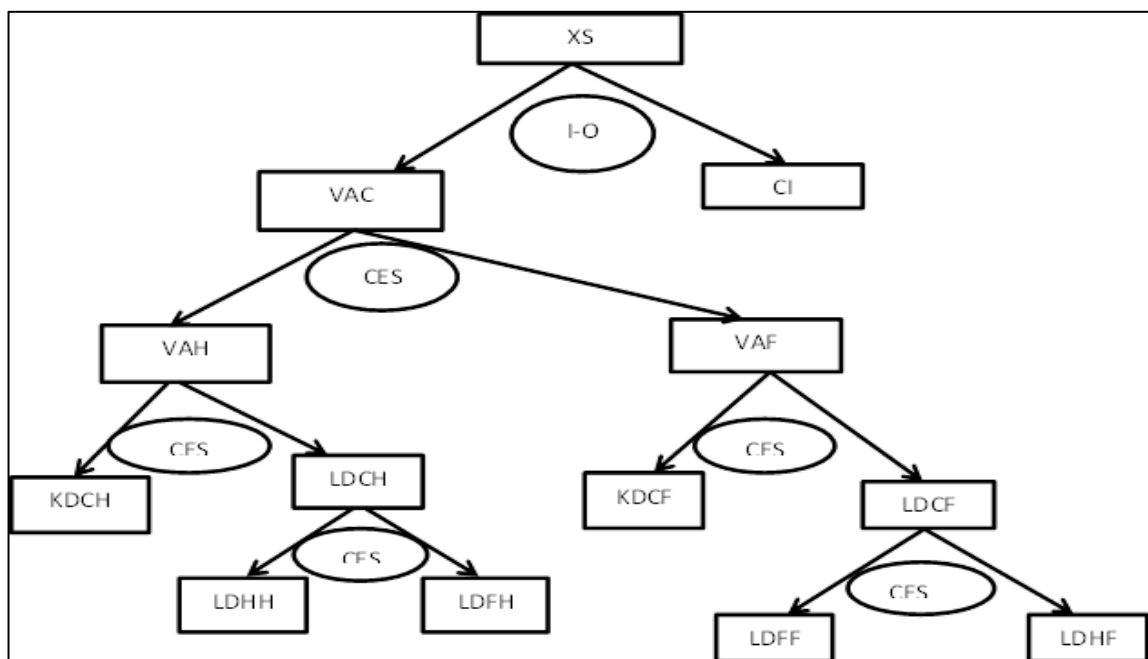 XS
I-O
VAC
CI
CES
VAH
VAF
CES
CES
KDCH
LDCH
KDCF
LDCF
CES
CES
LDHH
LDFH
LDFF
LDHF